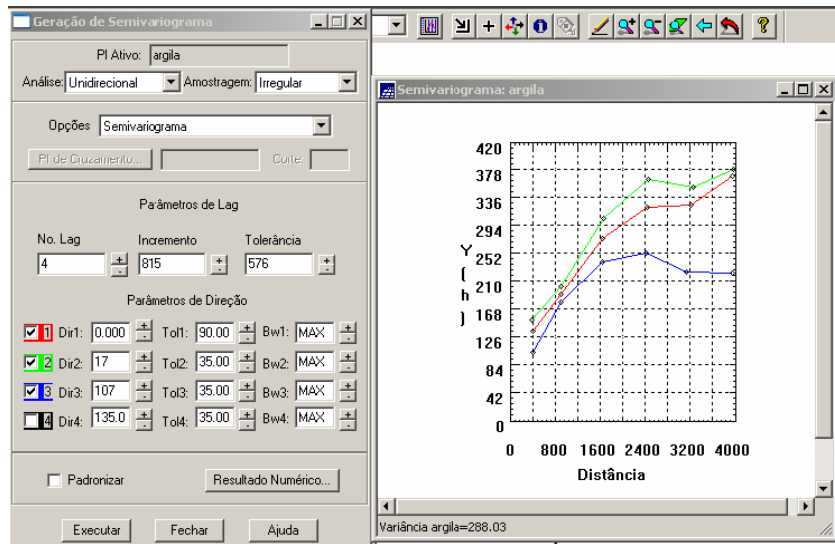 Geração de Semivariograma
PI Ativo: argila
Análise: Unidirecional Amostragem: Irregular
Opções Semivariograma
PI de Cruzamento... Corte:
Parâmetros de Lag
No. Lag Incremento Tolerância
4 815 576
Parâmetros de Direção
1 Dir1: 0.000 Tol1: 90.00 Bw1: MAX
2 Dir2: 17 Tol2: 35.00 Bw2: MAX
3 Dir3: 107 Tol3: 35.00 Bw3: MAX
4 Dir4: 135.0 Tol4: 35.00 Bw4: MAX
Padronizar Resultado Numérico...
Executar Fechar Ajuda
Semivariograma: argila
420
378
336
294
252
210
168
126
84
42
0
Y(h)
0 800 1600 2400 3200 4000
Distância
Variância argila=288.03